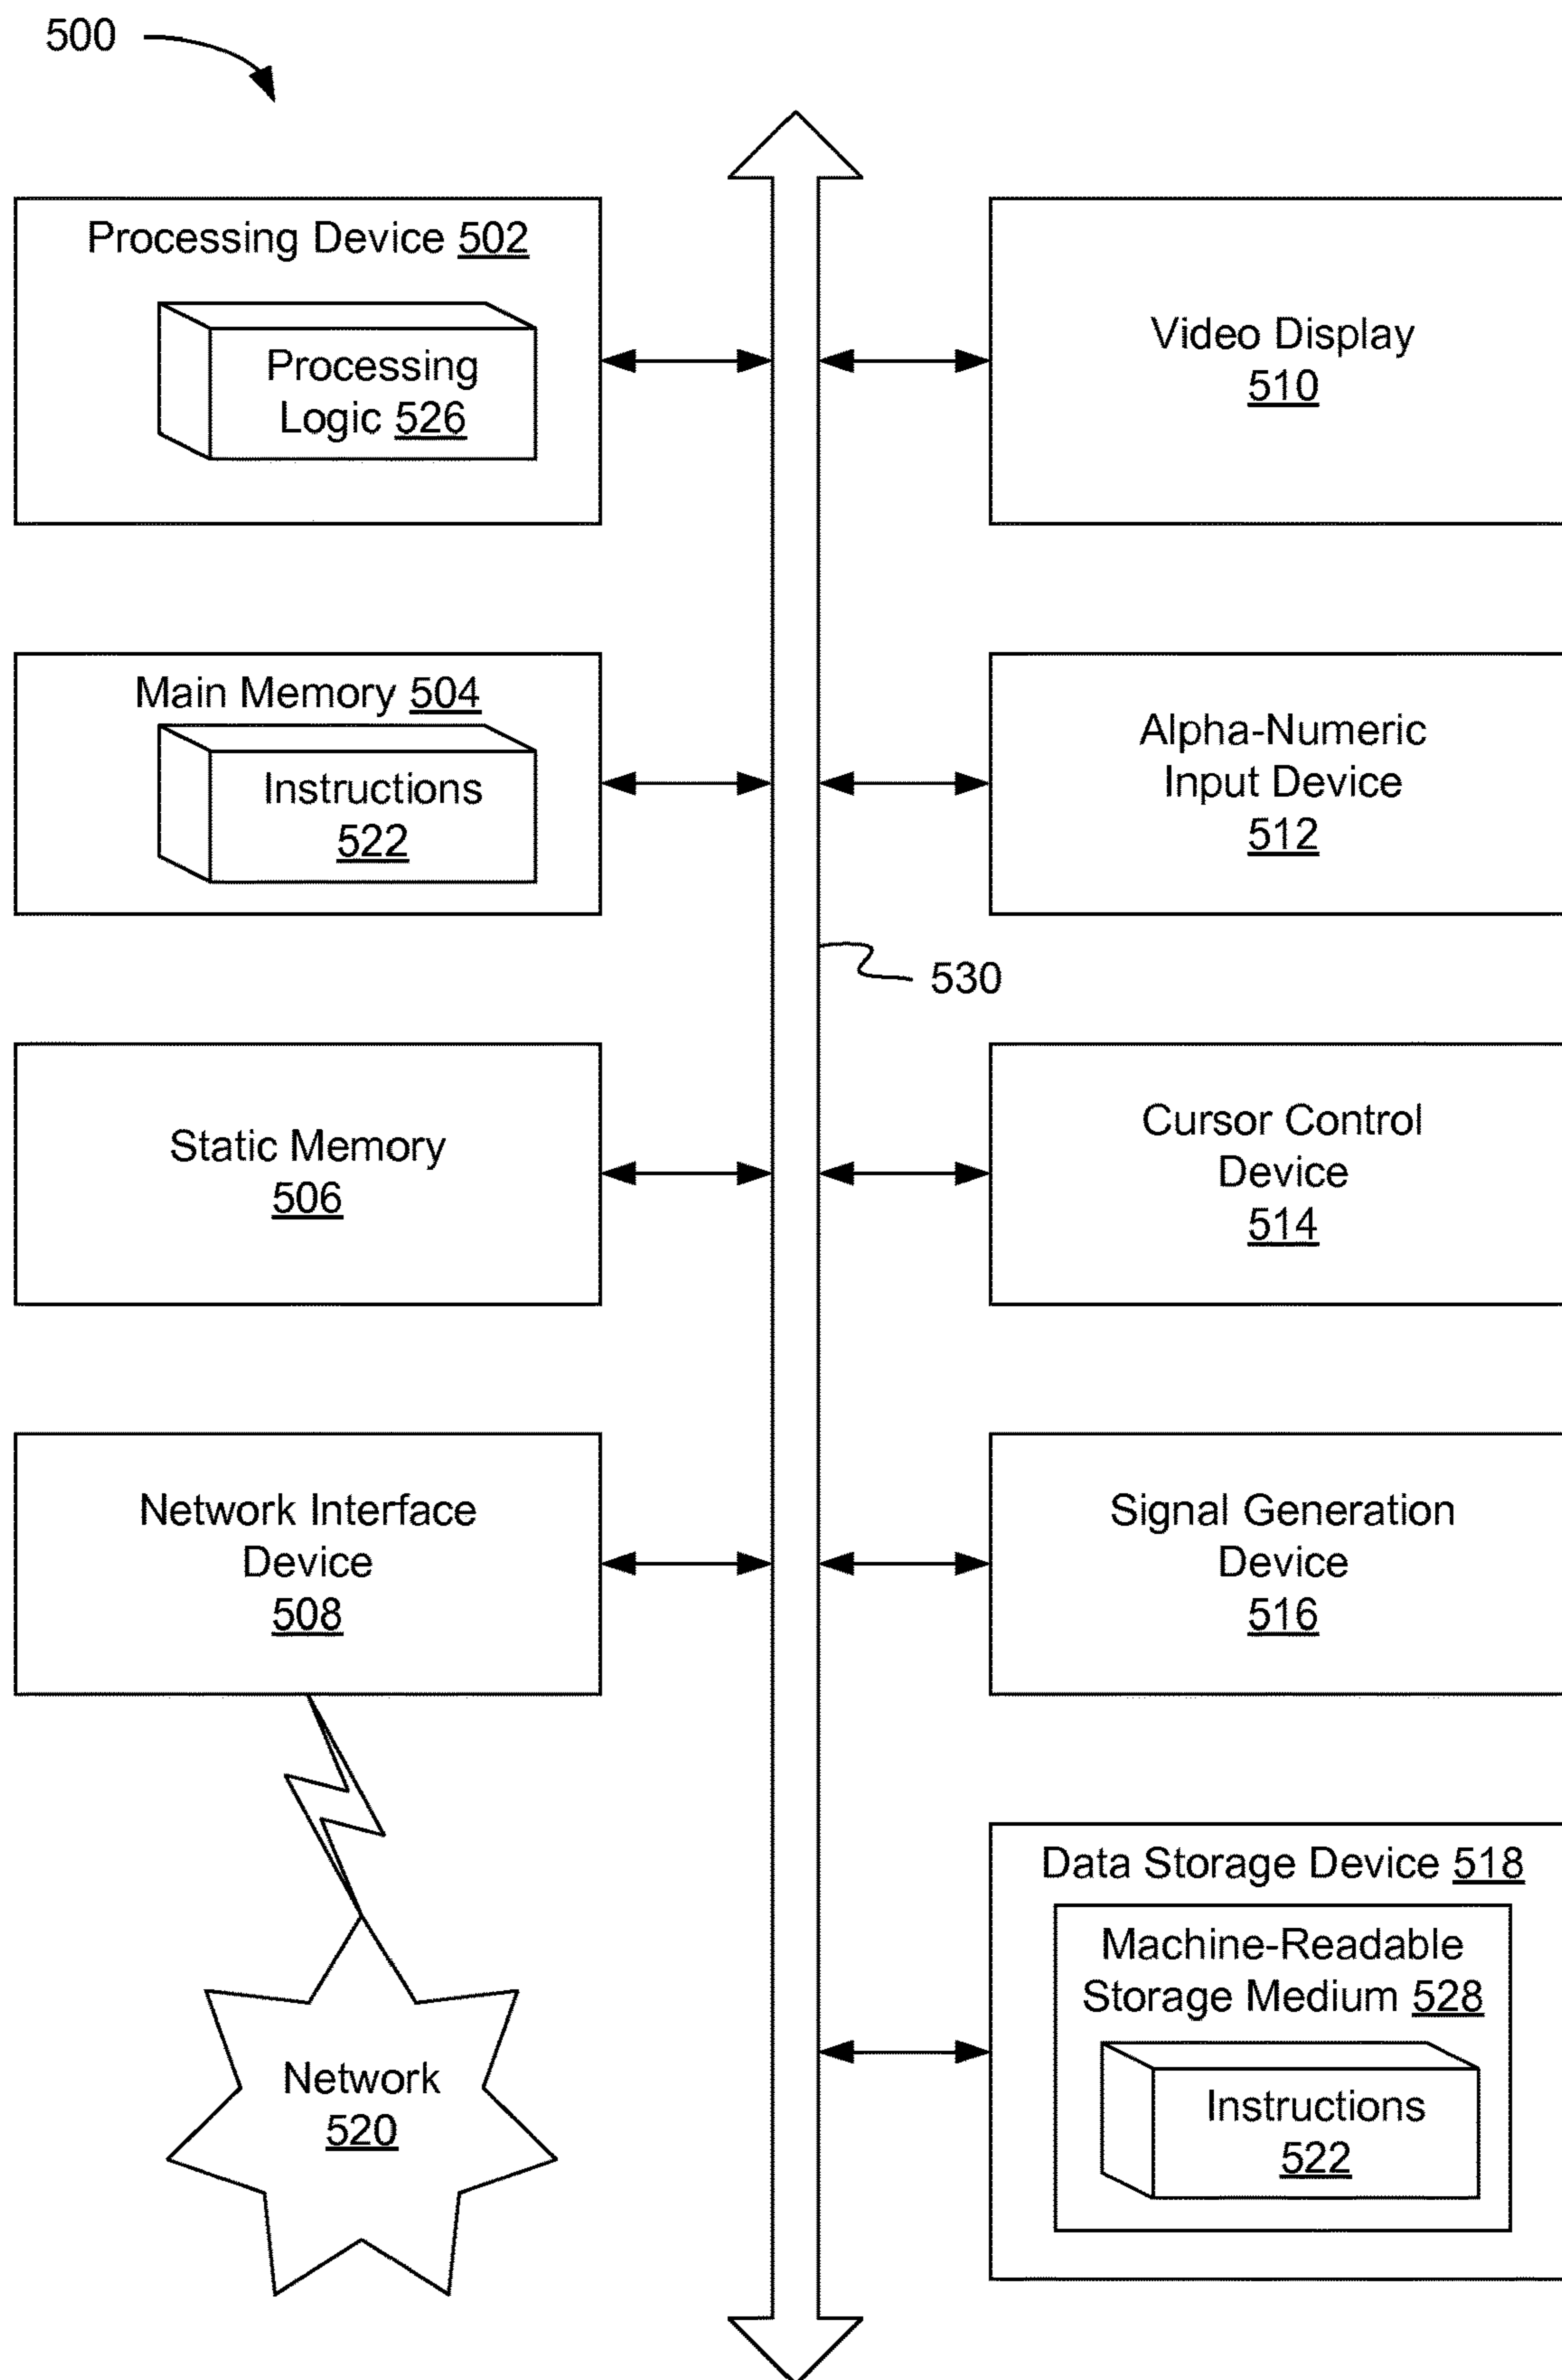 500
Processing Device 502
Processing
Logic 526
Video Display
510
Main Memory 504
Instructions
522
Alpha-Numeric
Input Device
512
530
Static Memory
506
Cursor Control
Device
514
Network Interface
Device
508
Signal Generation
Device
516
Data Storage Device 518
Machine-Readable
Storage Medium 528
Instructions
522
Network
520